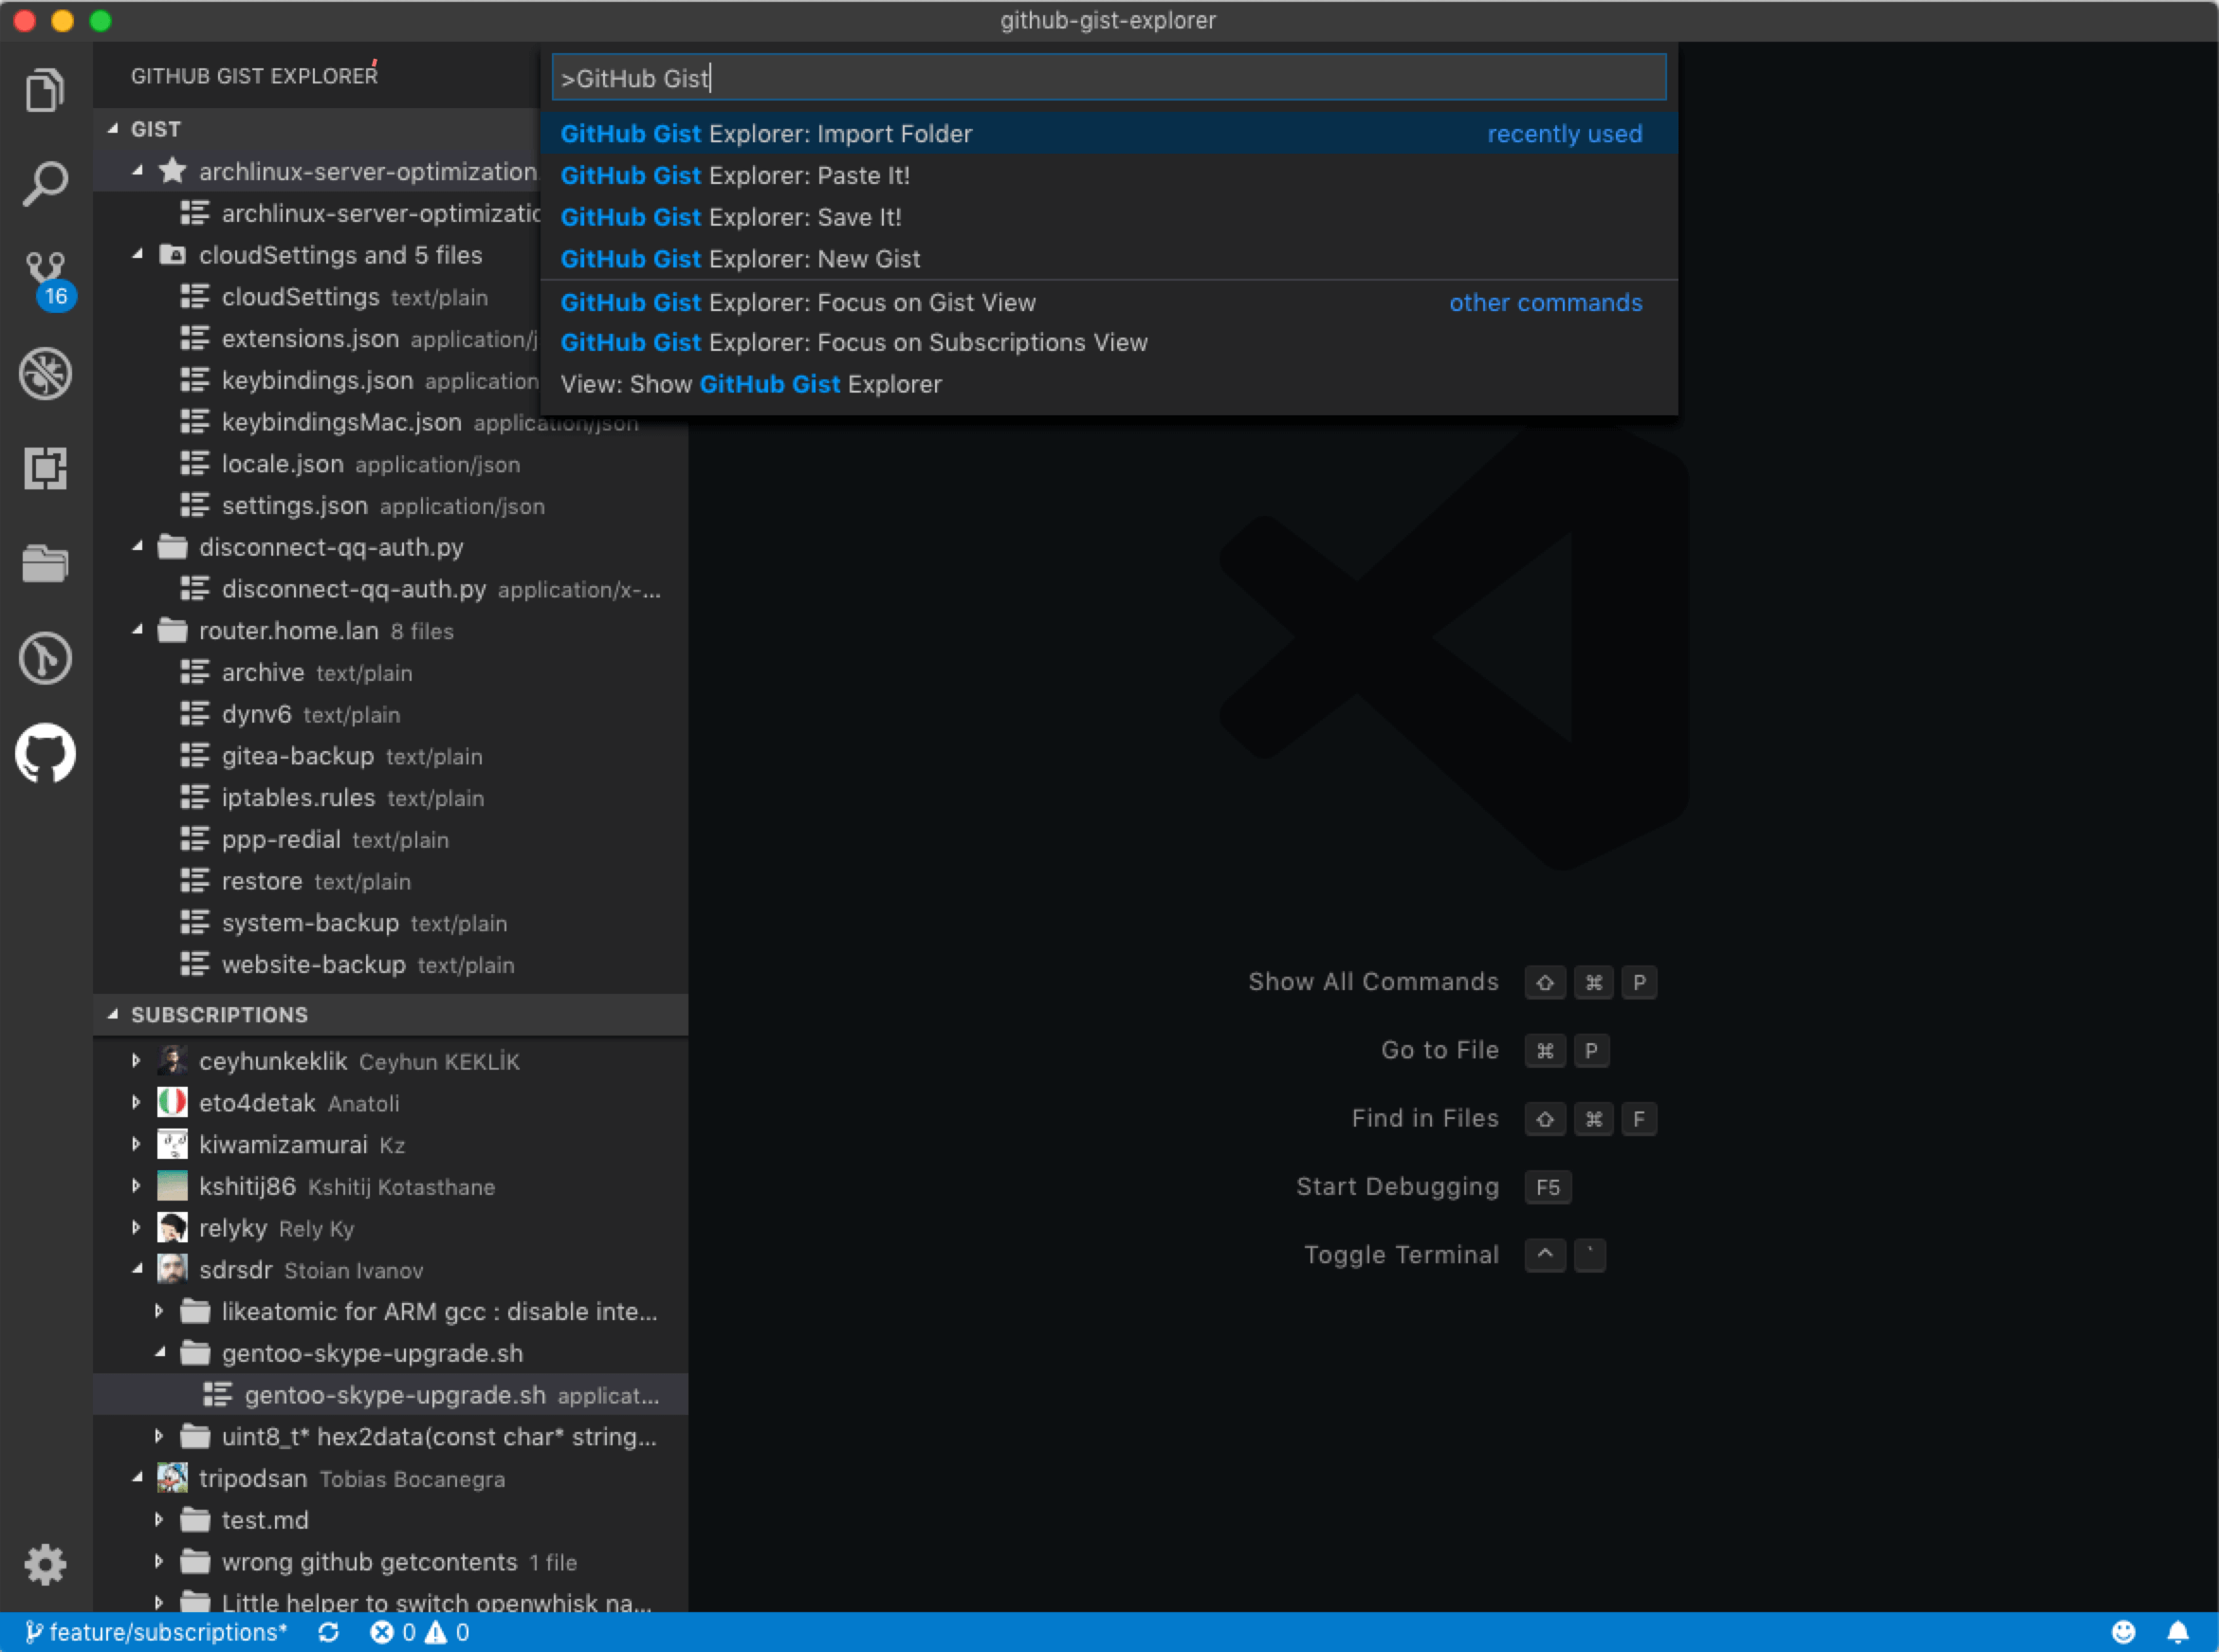 github-gist-explorer
GITHUB GIST EXPLORER
>GitHub Gist
GitHub Gist Explorer: Import Folder recently used
GitHub Gist Explorer: Paste It!
GitHub Gist Explorer: Save It!
GitHub Gist Explorer: New Gist
GitHub Gist Explorer: Focus on Gist View other commands
GitHub Gist Explorer: Focus on Subscriptions View
View: Show GitHub Gist Explorer
16
GIST
archlinux-server-optimization
archlinux-server-optimizatio
cloudSettings and 5 files
cloudSettings text/plain
extensions.json application/j
keybindings.json application
keybindingsMac.json application/json
locale.json application/json
settings.json application/json
disconnect-qq-auth.py
disconnect-qq-auth.py application/x-...
router.home.lan 8 files
archive text/plain
dynv6 text/plain
gitea-backup text/plain
iptables.rules text/plain
ppp-redial text/plain
restore text/plain
system-backup text/plain
website-backup text/plain
SUBSCRIPTIONS
ceyhunkeklik Ceyhun KEKLİK
eto4detak Anatoli
kiwamizamurai Kz
kshitij86 Kshitij Kotasthane
relyky Rely Ky
sdrsdr Stoian Ivanov
likeatomic for ARM gcc : disable inte...
gentoo-skype-upgrade.sh
gentoo-skype-upgrade.sh applicat...
uint8_t* hex2data(const char* string...
tripodsan Tobias Bocanegra
test.md
wrong github getcontents 1 file
Little helper to switch openwhisk na...
Show All Commands ⇧ ⌘ P
Go to File ⌘ P
Find in Files ⇧ ⌘ F
Start Debugging F5
Toggle Terminal ^ `
feature/subscriptions* 0 0